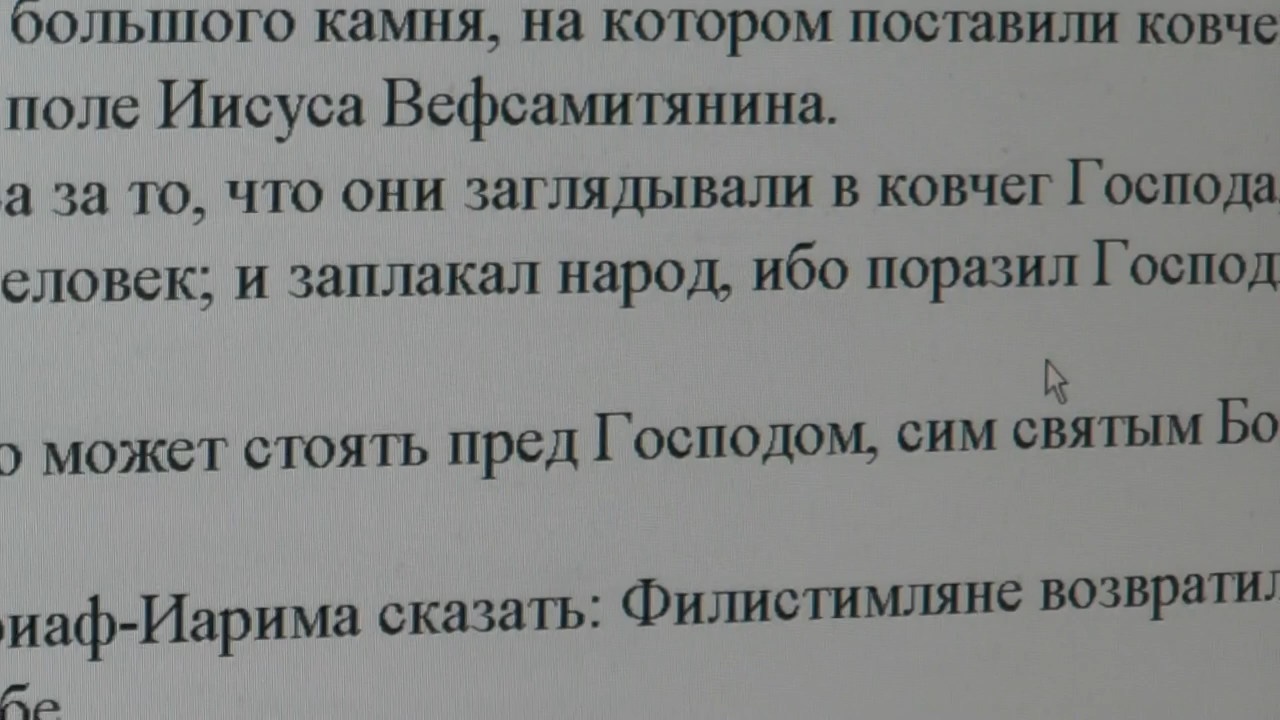 большого камня, на котором поставили ковче
поле Иисуса Вефсамитянина.
а за то, что они заглядывали в ковчег Господа,
еловек; и заплакал народ, ибо поразил Господ
о может стоять пред Господом, сим святым Бо
иаф-Иарима сказать: Филистимляне возвратил
бе